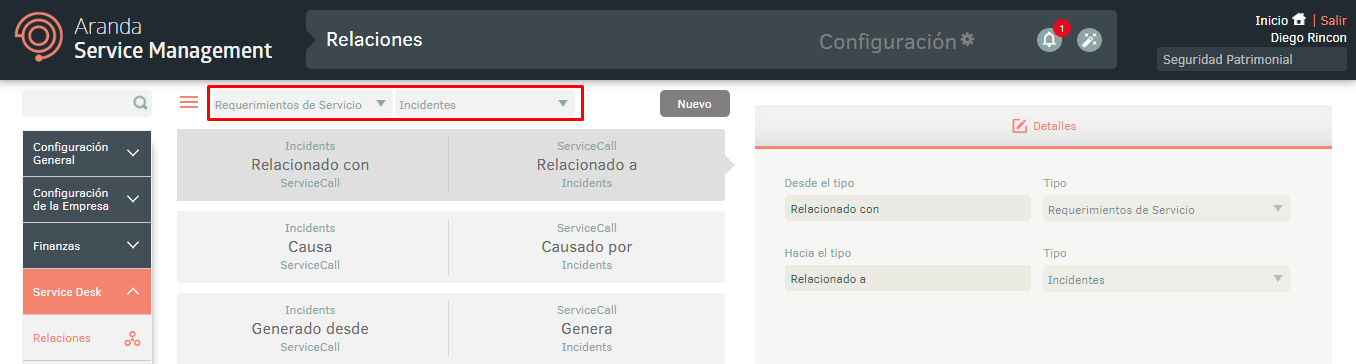 Aranda
Service Management
Relaciones
Configuración
1
Inicio | Salir
Diego Rincon
Seguridad Patrimonial
Requerimientos de Servicio
Incidentes
Nuevo
Configuración
General
Configuración
de la Empresa
Finanzas
Service Desk
Relaciones
Incidents
Relacionado con
ServiceCall
ServiceCall
Relacionado a
Incidents
Incidents
Causa
ServiceCall
ServiceCall
Causado por
Incidents
Incidents
Generado desde
ServiceCall
ServiceCall
Genera
Incidents
Detalles
Desde el tipo
Tipo
Relacionado con
Requerimientos de Servicio
Hacia el tipo
Tipo
Relacionado a
Incidentes